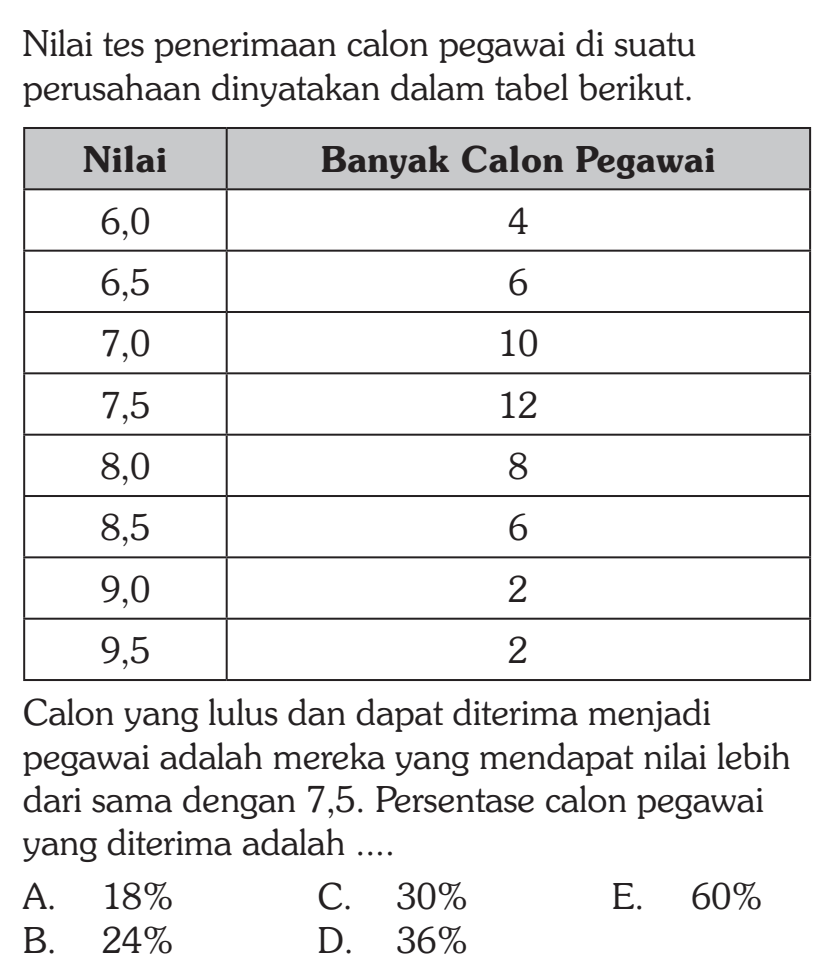 Nilai tes penerimaan calon pegawai di suatu
perusahaan dinyatakan dalam tabel berikut.
Nilai Banyak Calon Pegawai
6,0 4
6,5 6
7,0 10
7,5 12
8,0 8
8,5 6
9,0 2
9,5 2
Calon yang lulus dan dapat diterima menjadi
pegawai adalah mereka yang mendapat nilai lebih
dari sama dengan 7,5. Persentase calon pegawai
yang diterima adalah ....
A. 18% C. 30% E. 60%
B. 24% D. 36%